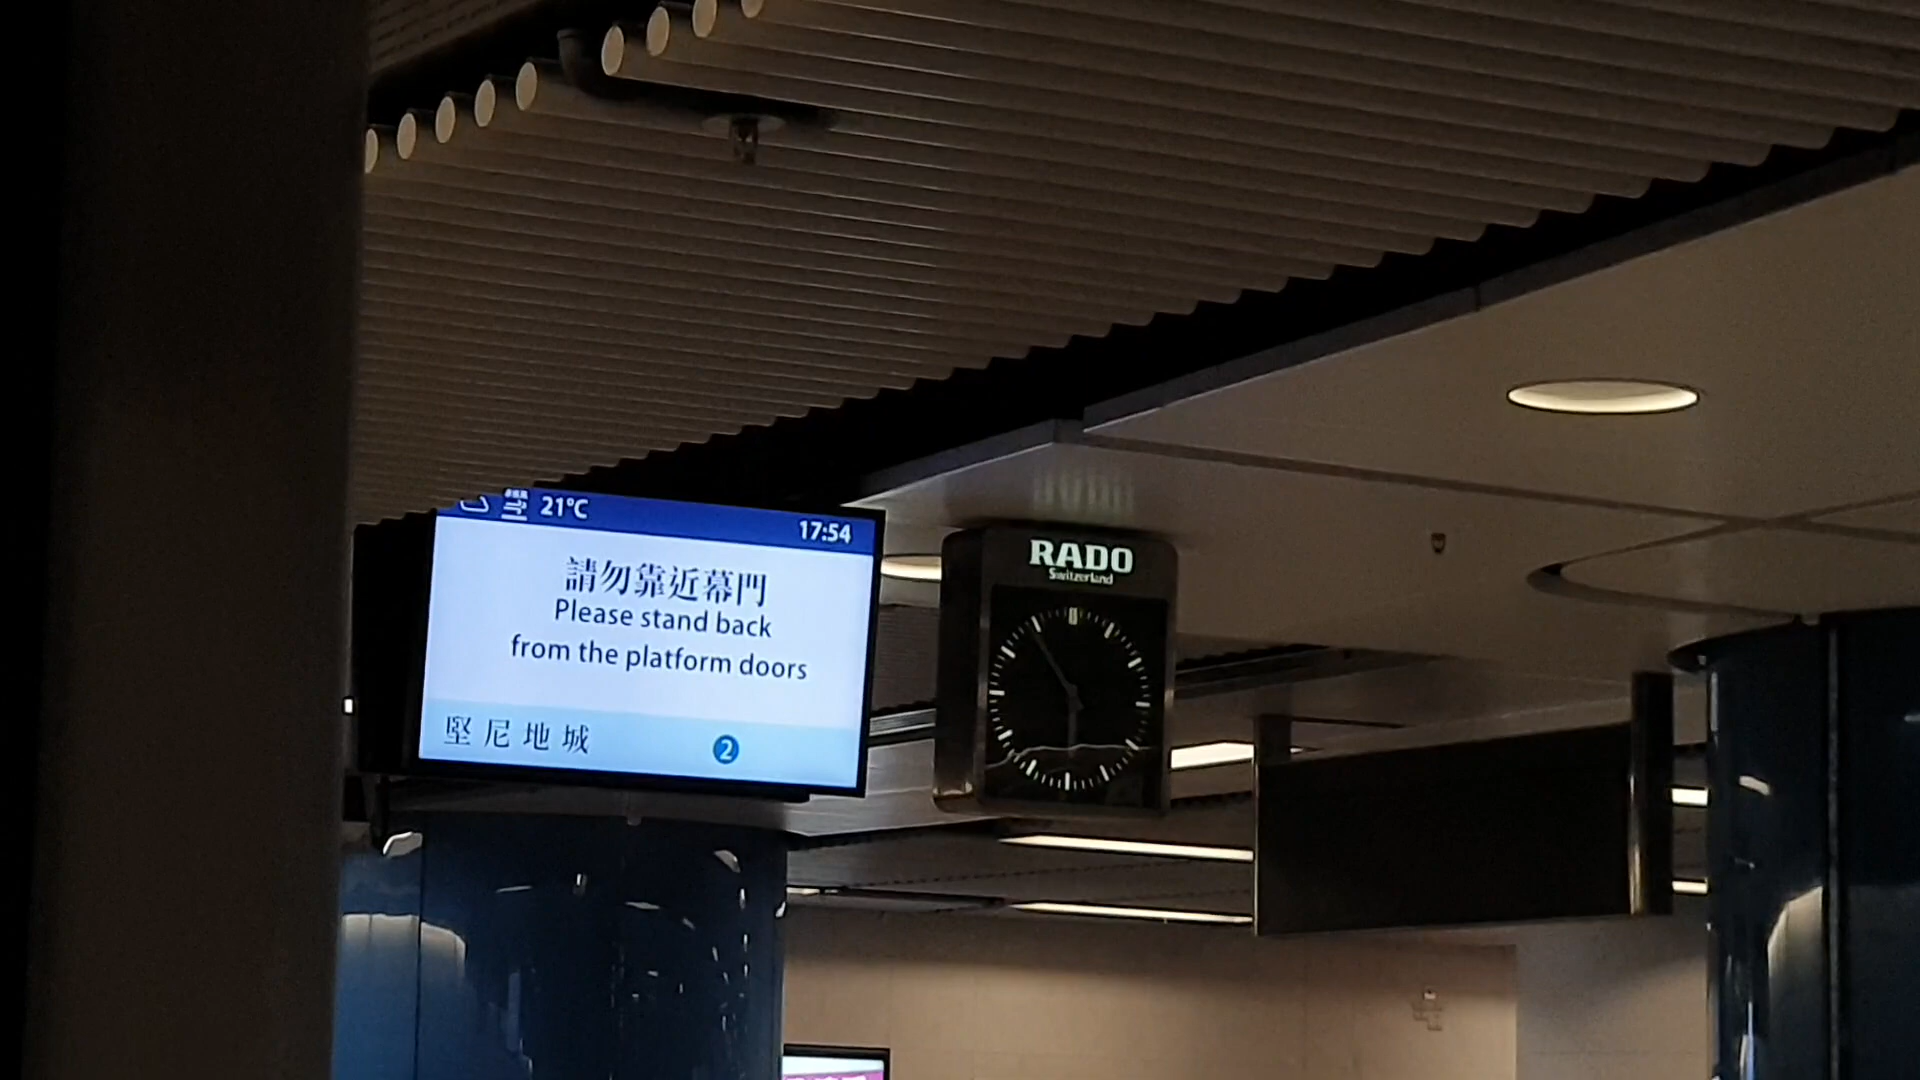 21°C
17:54
請勿靠近幕門
Please stand back
from the platform doors
堅尼地城
2
RADO
Switzerland